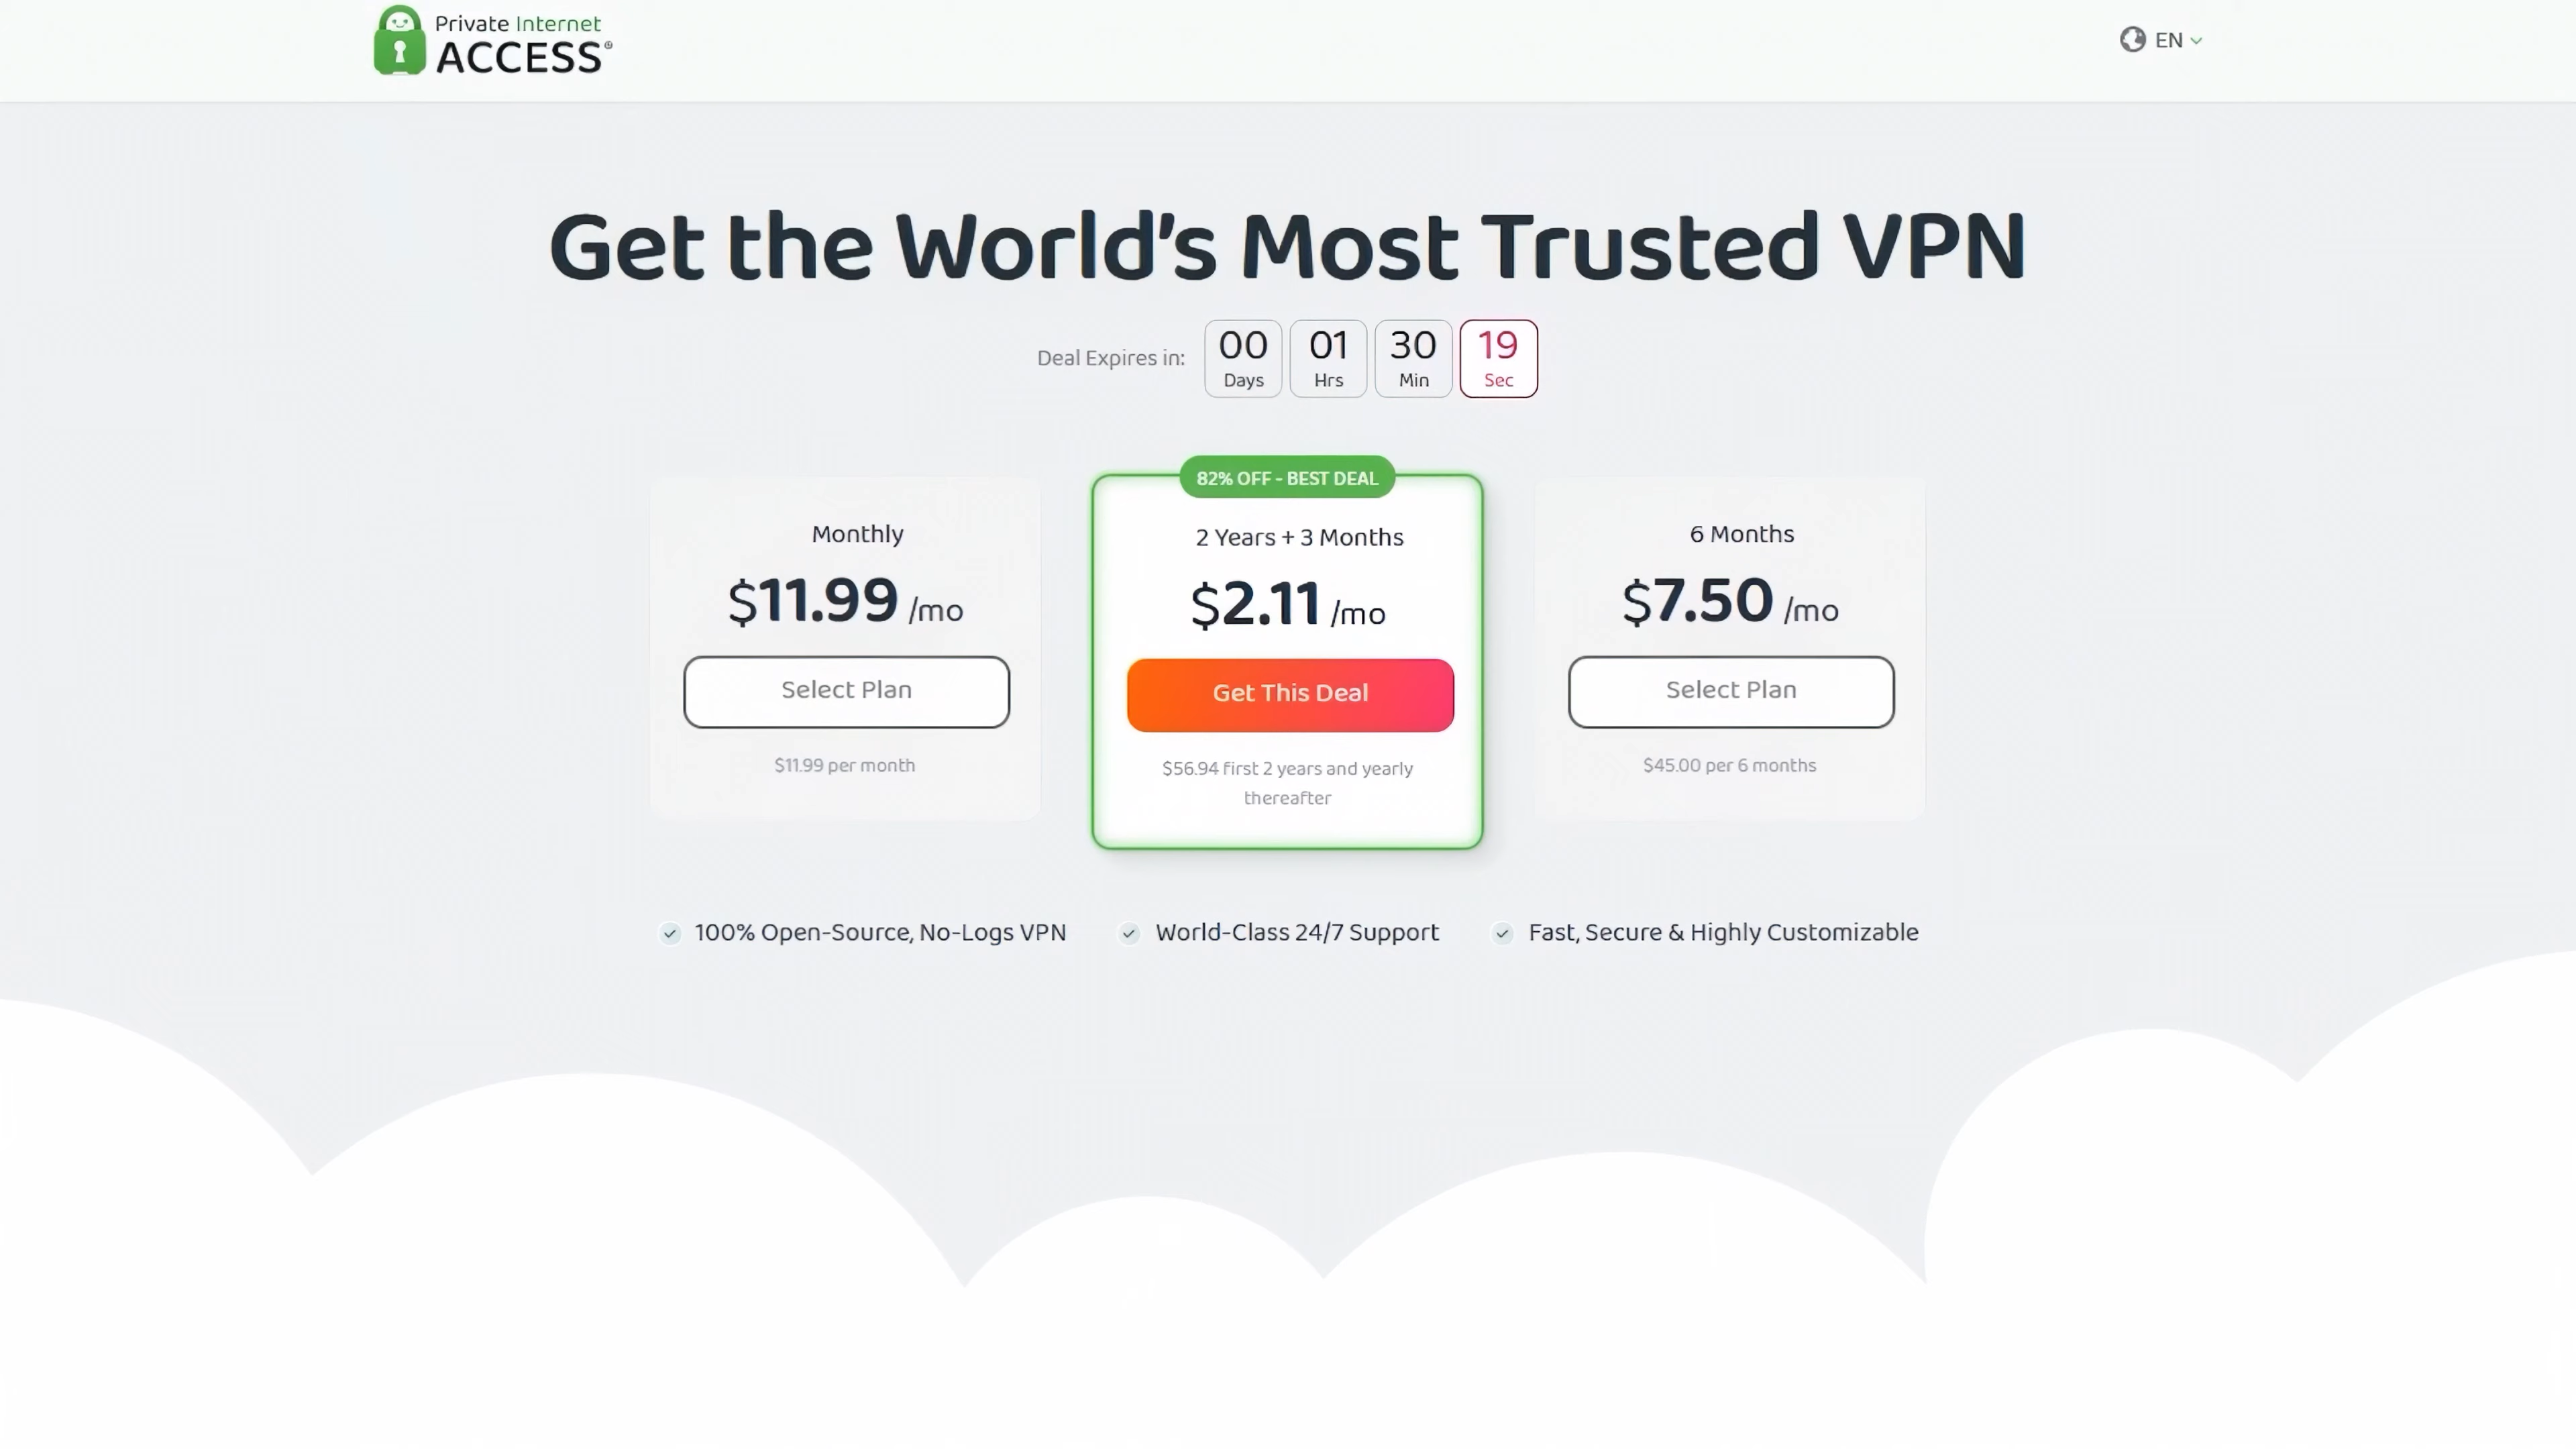 Private Internet
ACCESS®
EN
Get the World's Most Trusted VPN
Deal Expires in:
00 Days
01 Hrs
30 Min
19 Sec
Monthly
$11.99 /mo
Select Plan
$11.99 per month
82% OFF - BEST DEAL
2 Years + 3 Months
$2.11 /mo
Get This Deal
$56.94 first 2 years and yearly
thereafter
6 Months
$7.50 /mo
Select Plan
$45.00 per 6 months
100% Open-Source, No-Logs VPN
World-Class 24/7 Support
Fast, Secure & Highly Customizable